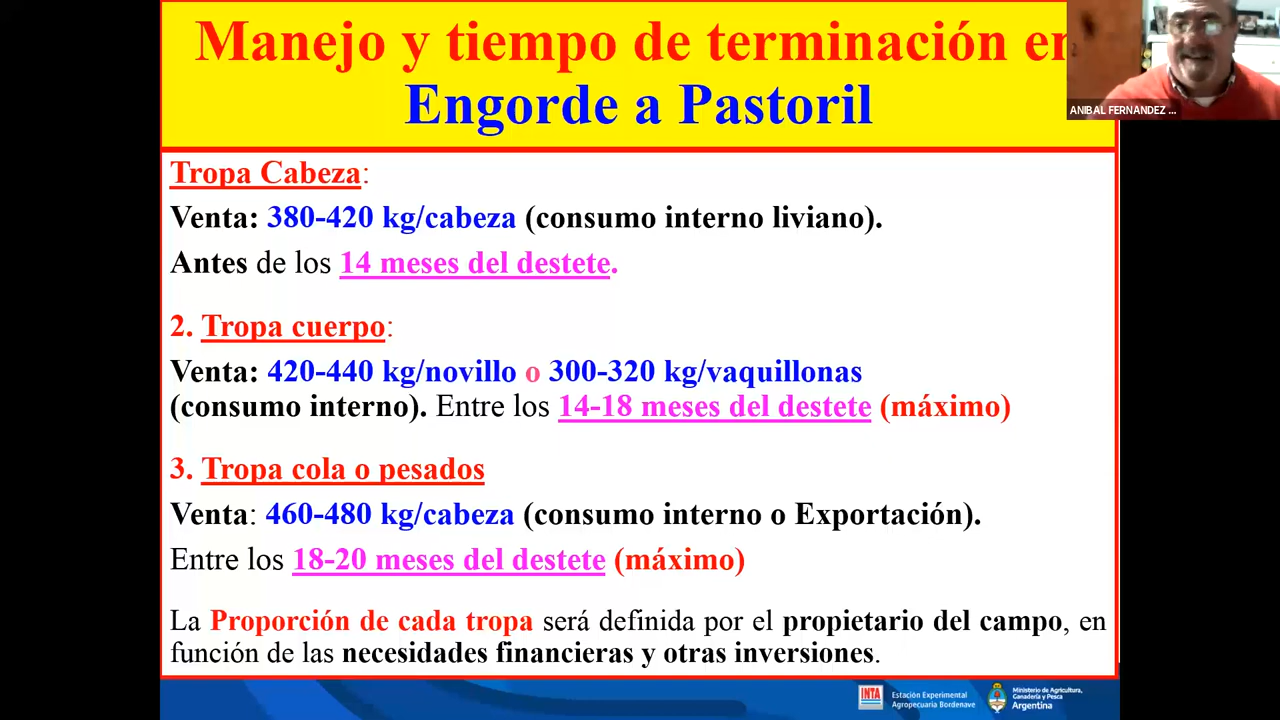 Manejo y tiempo de terminación en
Engorde a Pastoril
ANIBAL FERNANDEZ ...
Tropa Cabeza:
Venta: 380-420 kg/cabeza (consumo interno liviano).
Antes de los 14 meses del destete.
2. Tropa cuerpo:
Venta: 420-440 kg/novillo o 300-320 kg/vaquillonas
(consumo interno). Entre los 14-18 meses del destete (máximo)
3. Tropa cola o pesados
Venta: 460-480 kg/cabeza (consumo interno o Exportación).
Entre los 18-20 meses del destete (máximo)
La Proporción de cada tropa será definida por el propietario del campo, en
función de las necesidades financieras y otras inversiones.
INTA
Estación Experimental
Agropecuaria Bordenave
Ministerio de Agricultura,
Ganadería y Pesca
Argentina